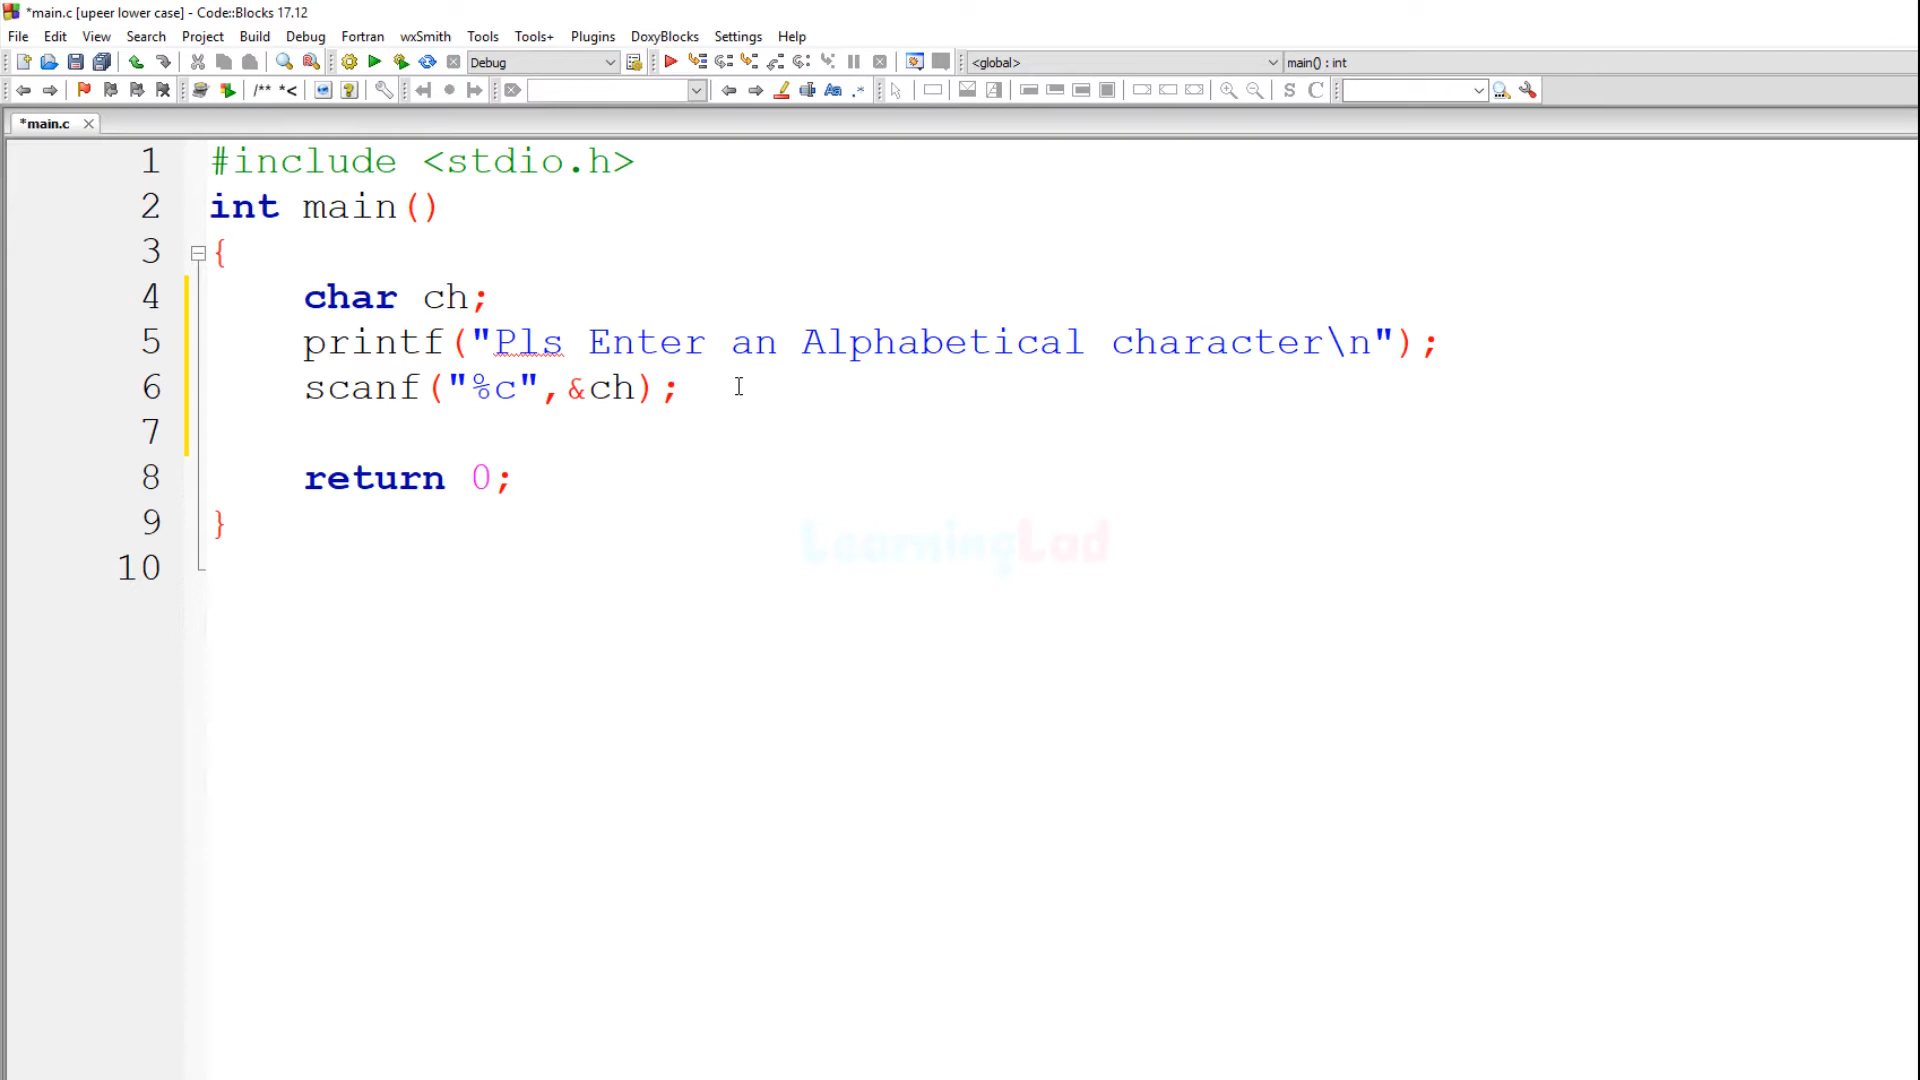 *main.c [upeer lower case] - Code::Blocks 17.12
File Edit View Search Project Build Debug Fortran wxSmith Tools Tools+ Plugins DoxyBlocks Settings Help
Debug <global> main() : int
/** *< Aa .* S C
*main.c
1 #include <stdio.h>
2 int main()
3 {
4 char ch;
5 printf("Pls Enter an Alphabetical character\n");
6 scanf("%c",&ch);
7
8 return 0;
9 }
10
LearningLad